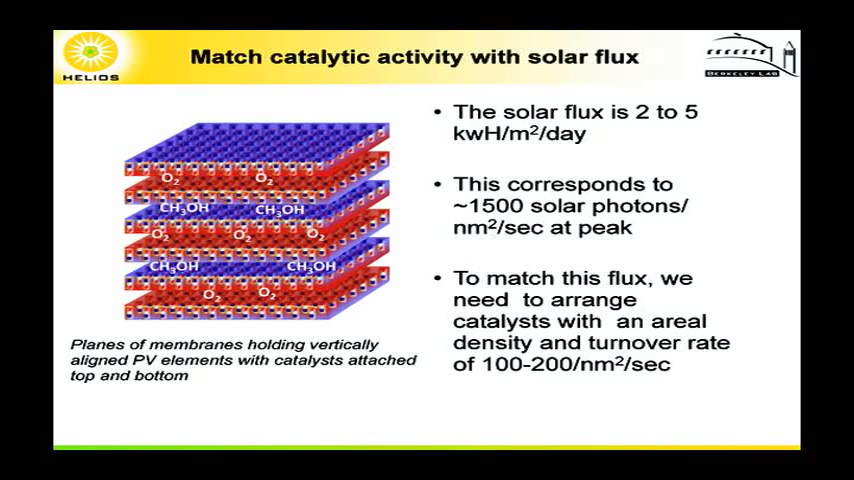 HELIOS
Match catalytic activity with solar flux
BERKELEY LAB
O₂ O₂
CH₃OH CH₃OH
O₂ O₂ O₂
CH₃OH CH₃OH
O₂ O₂
Planes of membranes holding vertically
aligned PV elements with catalysts attached
top and bottom
• The solar flux is 2 to 5
kwH/m²/day
• This corresponds to
~1500 solar photons/
nm²/sec at peak
• To match this flux, we
need to arrange
catalysts with an areal
density and turnover rate
of 100-200/nm²/sec